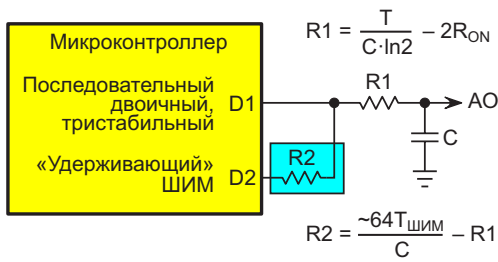 R1 = T / C·ln2 – 2R_ON
Микроконтроллер
Последовательный
двоичный,
тристабильный
D1
R1
AO
C
R2
«Удерживающий»
ШИМ
D2
R2 = ~64T_ШИМ / C – R1